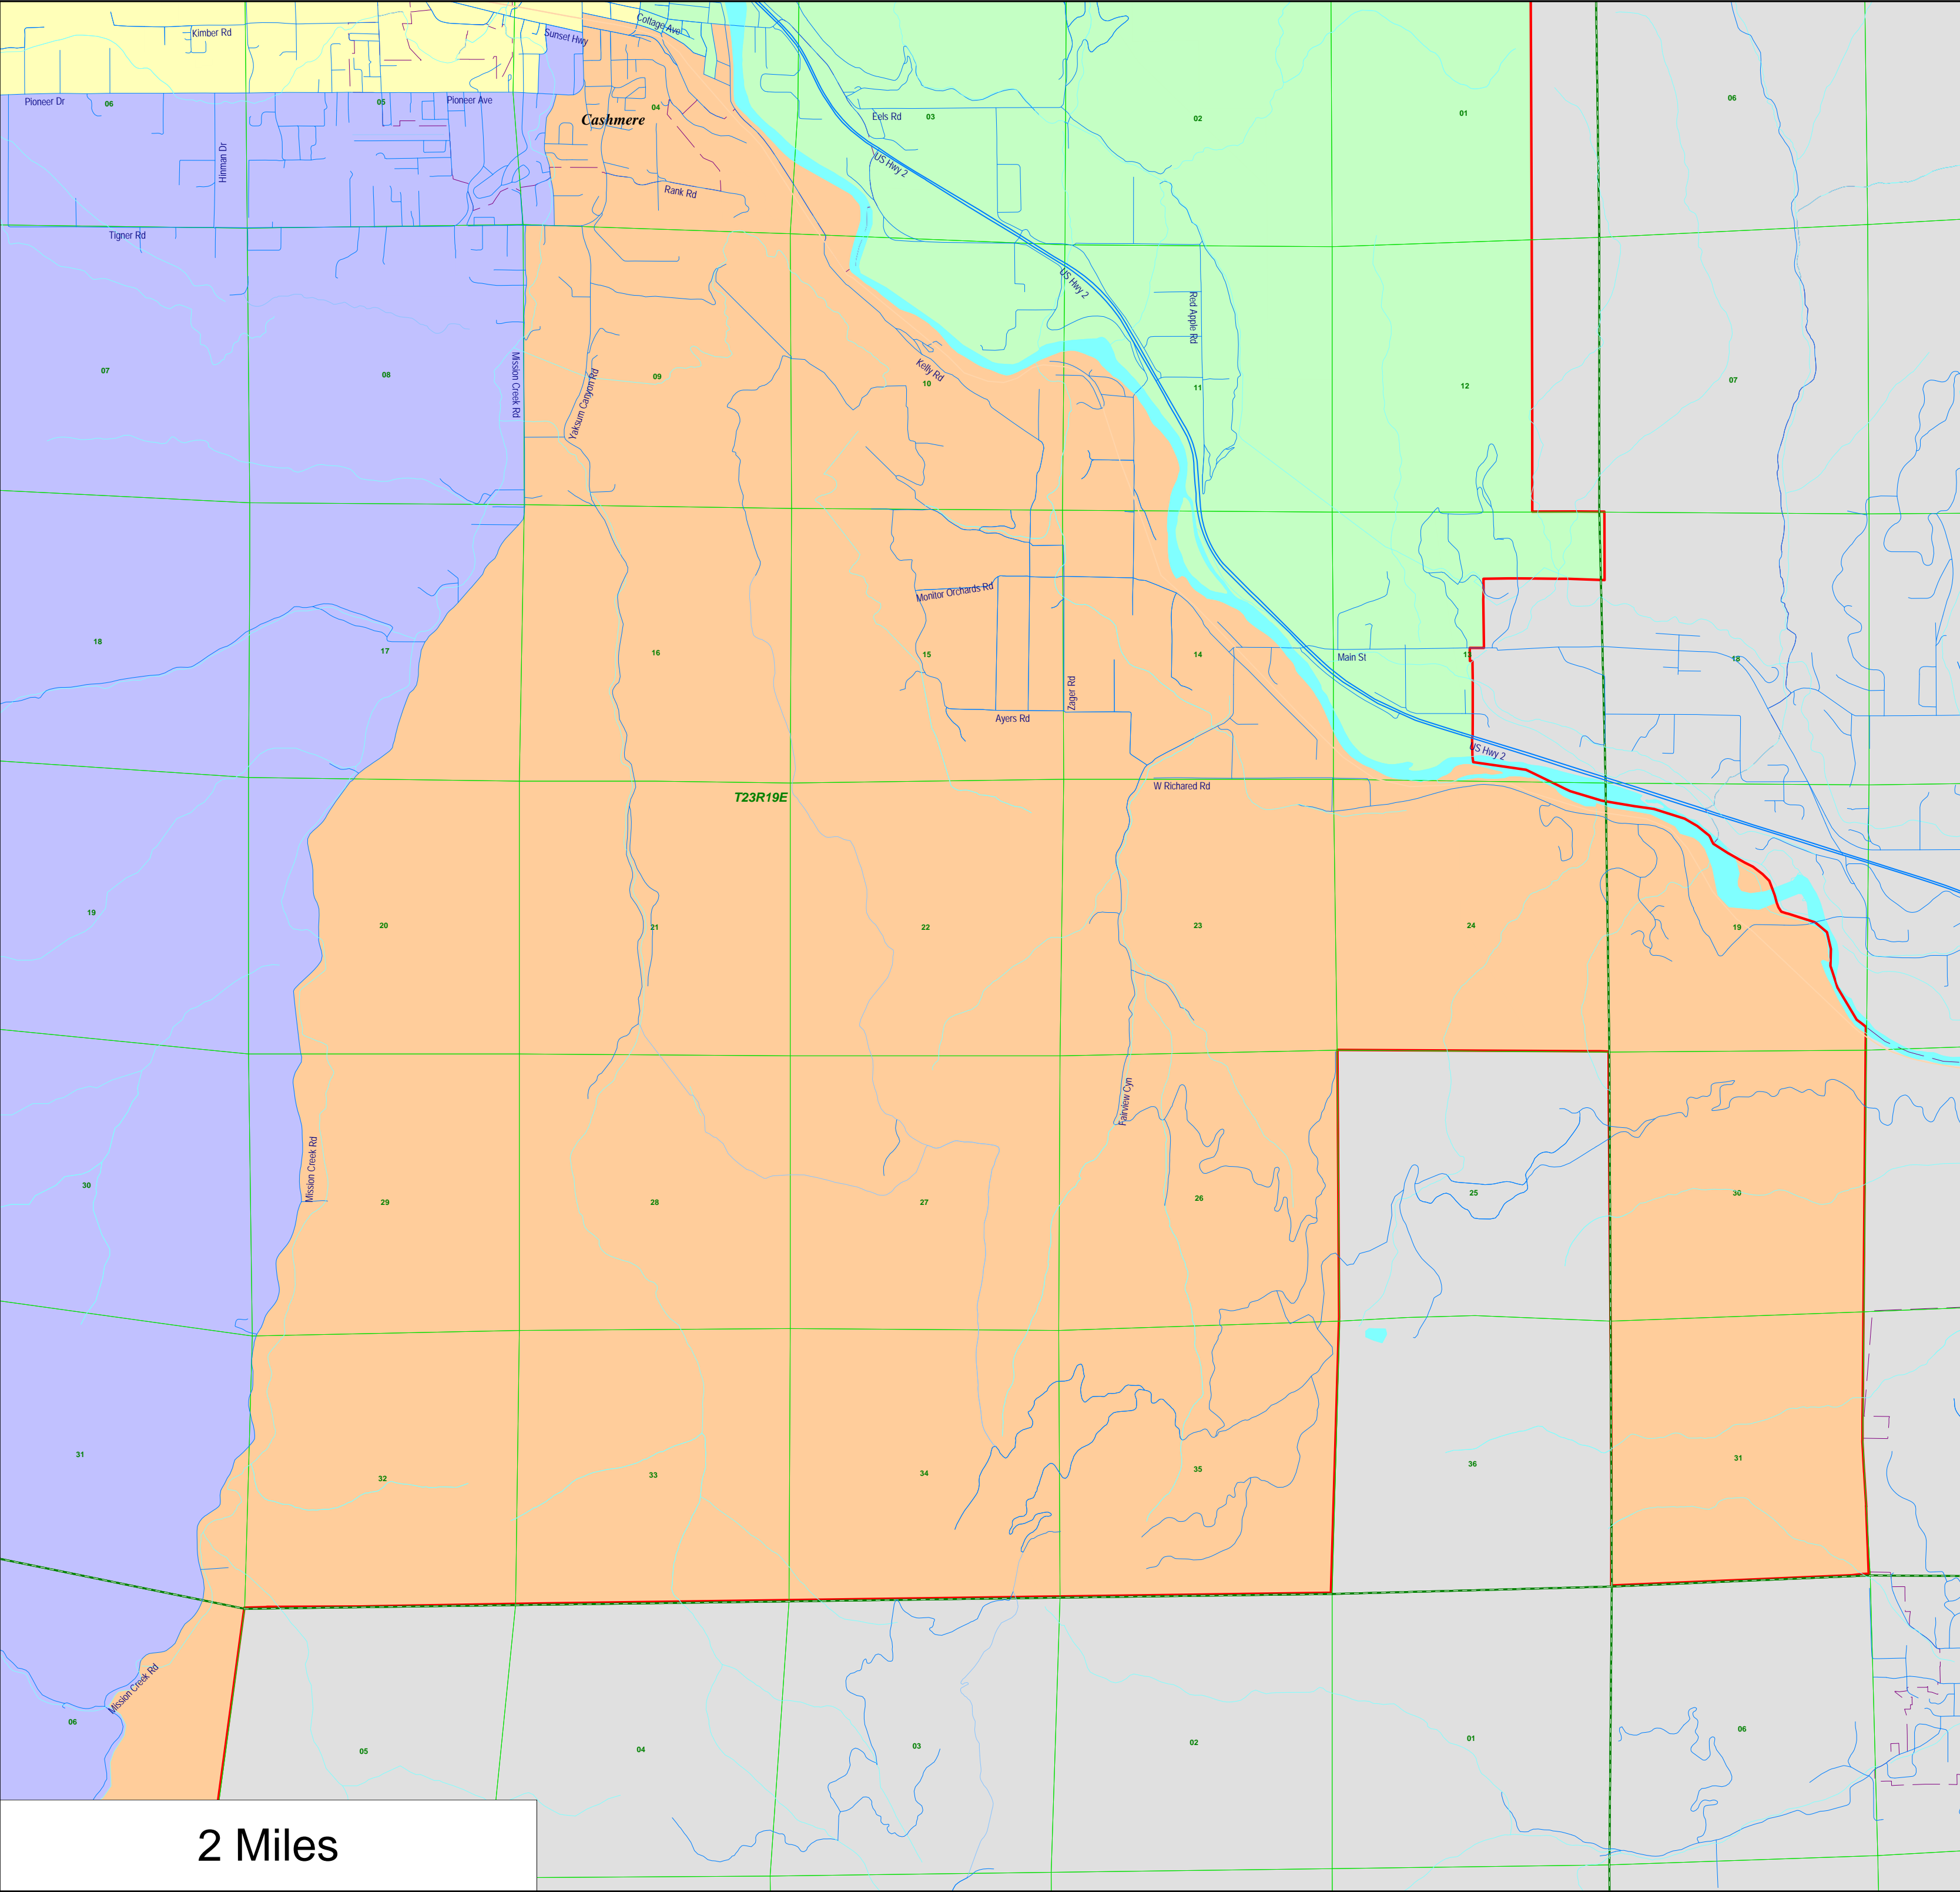 Kimber Rd
Sunset Hwy
Cottage Ave
Pioneer Dr
06
05
Pioneer Ave
04
Cashmere
Eels Rd
03
02
01
06
Hinman Dr
US Hwy 2
Rank Rd
Tigner Rd
US Hwy 2
Red Apple Rd
07
08
Mission Creek Rd
Yaksum Canyon Rd
09
Kelly Rd
10
11
12
07
Monitor Orchards Rd
18
17
16
15
14
Main St
13
18
Zager Rd
Ayers Rd
US Hwy 2
W Richared Rd
T23R19E
19
20
21
22
23
24
19
Fairview Cyn
Mission Creek Rd
30
29
28
27
26
25
30
31
32
33
34
35
36
31
Mission Creek Rd
06
05
04
03
02
01
06
2 Miles